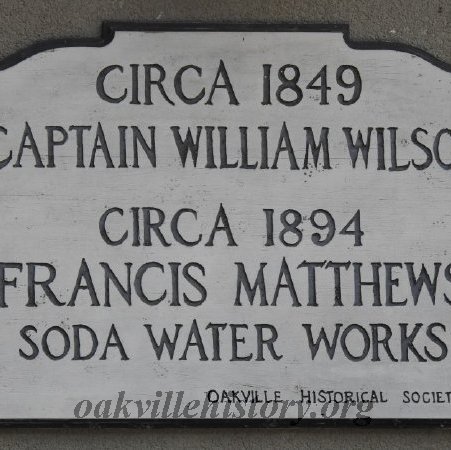 CIRCA 1849
CAPTAIN WILLIAM WILSO
CIRCA 1894
FRANCIS MATTHEWS
SODA WATER WORKS
OAKVILLE HISTORICAL SOCIET
oakvillehistory.org